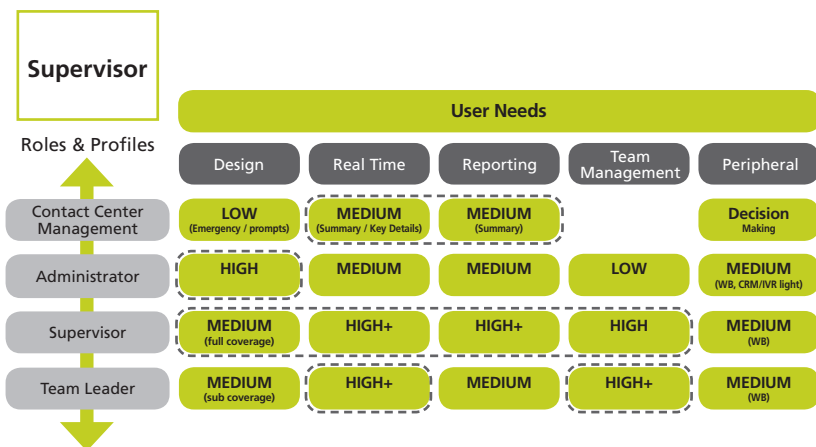 Supervisor
User Needs
Roles & Profiles
Design
Real Time
Reporting
Team
Management
Peripheral
Contact Center
Management
LOW
(Emergency / prompts)
MEDIUM
(Summary / Key Details)
MEDIUM
(Summary)
Decision
Making
Administrator
HIGH
MEDIUM
MEDIUM
LOW
MEDIUM
(WB, CRM/IVR light)
Supervisor
MEDIUM
(full coverage)
HIGH+
HIGH+
HIGH
MEDIUM
(WB)
Team Leader
MEDIUM
(sub coverage)
HIGH+
MEDIUM
HIGH+
MEDIUM
(WB)